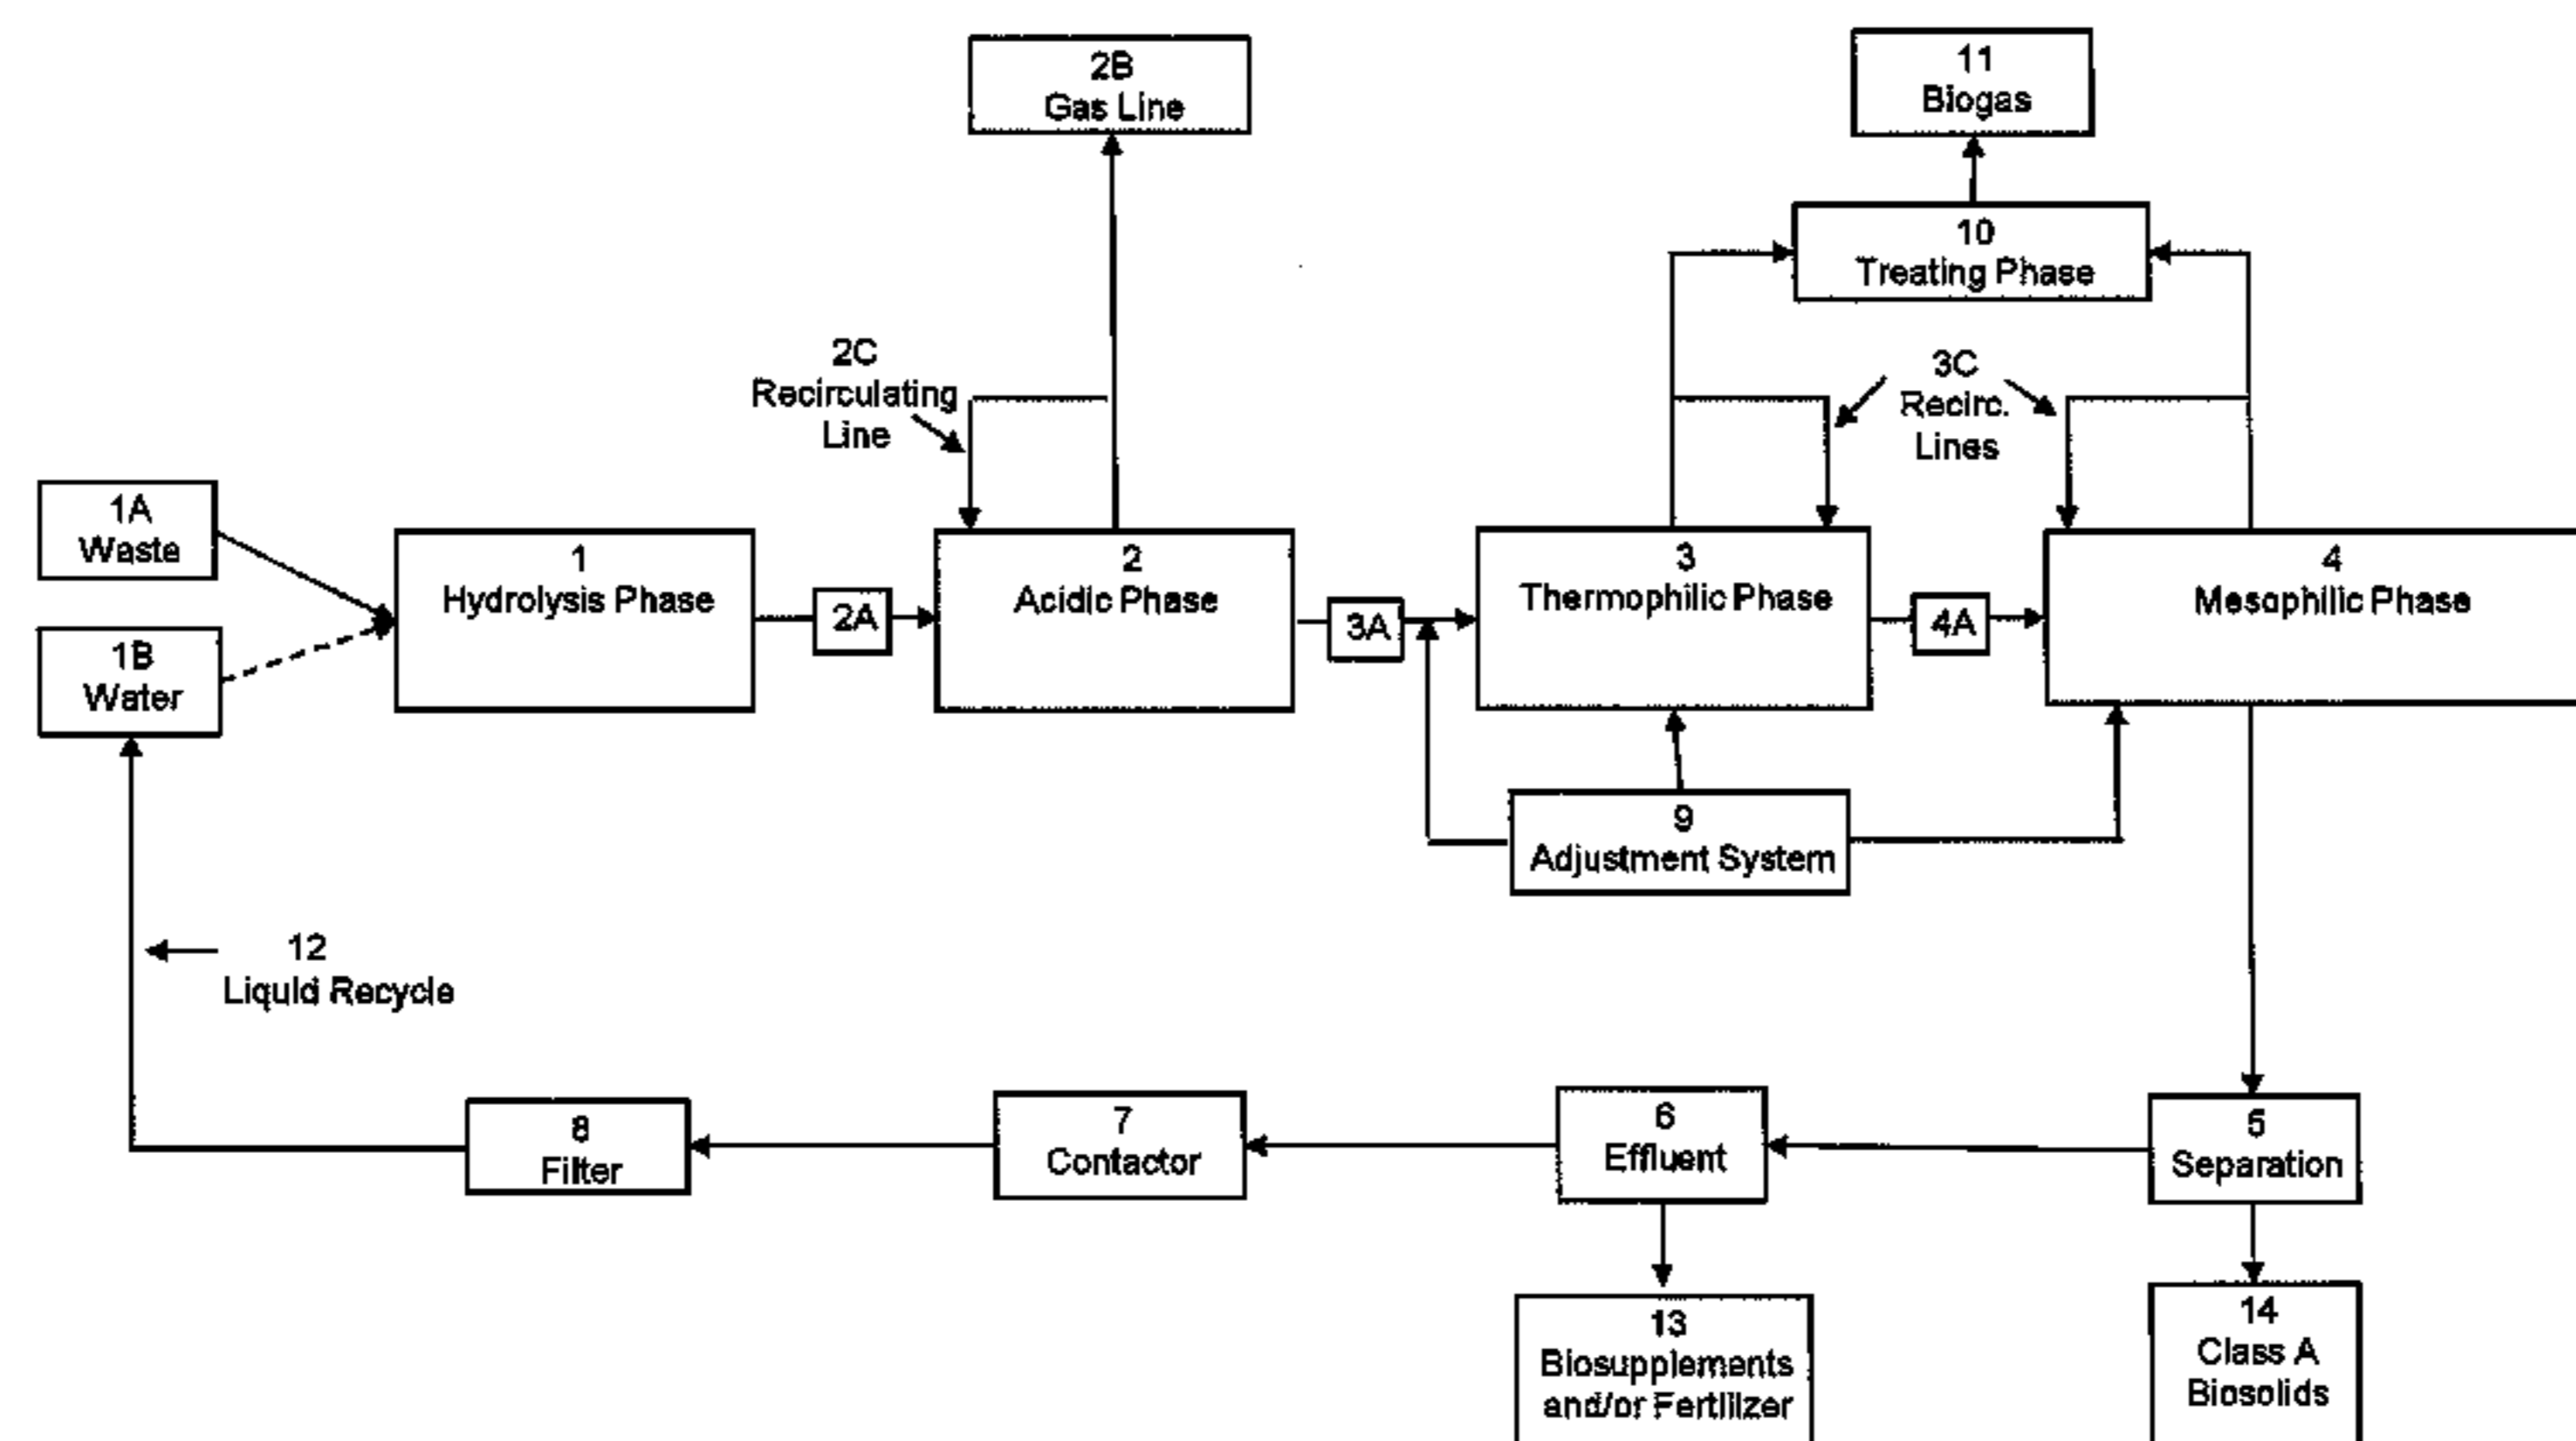 2B
Gas Line
11
Biogas
10
Treating Phase
2C
Recirculating
Line
3C
Recirc.
Lines
1A
Waste
1B
Water
1
Hydrolysis Phase
2A
2
Acidic Phase
3A
3
Thermophilic Phase
4A
4
Mesophilic Phase
9
Adjustment System
12
Liquid Recycle
8
Filter
7
Contactor
6
Effluent
5
Separation
13
Biosupplements
and/or Fertilizer
14
Class A
Biosolids